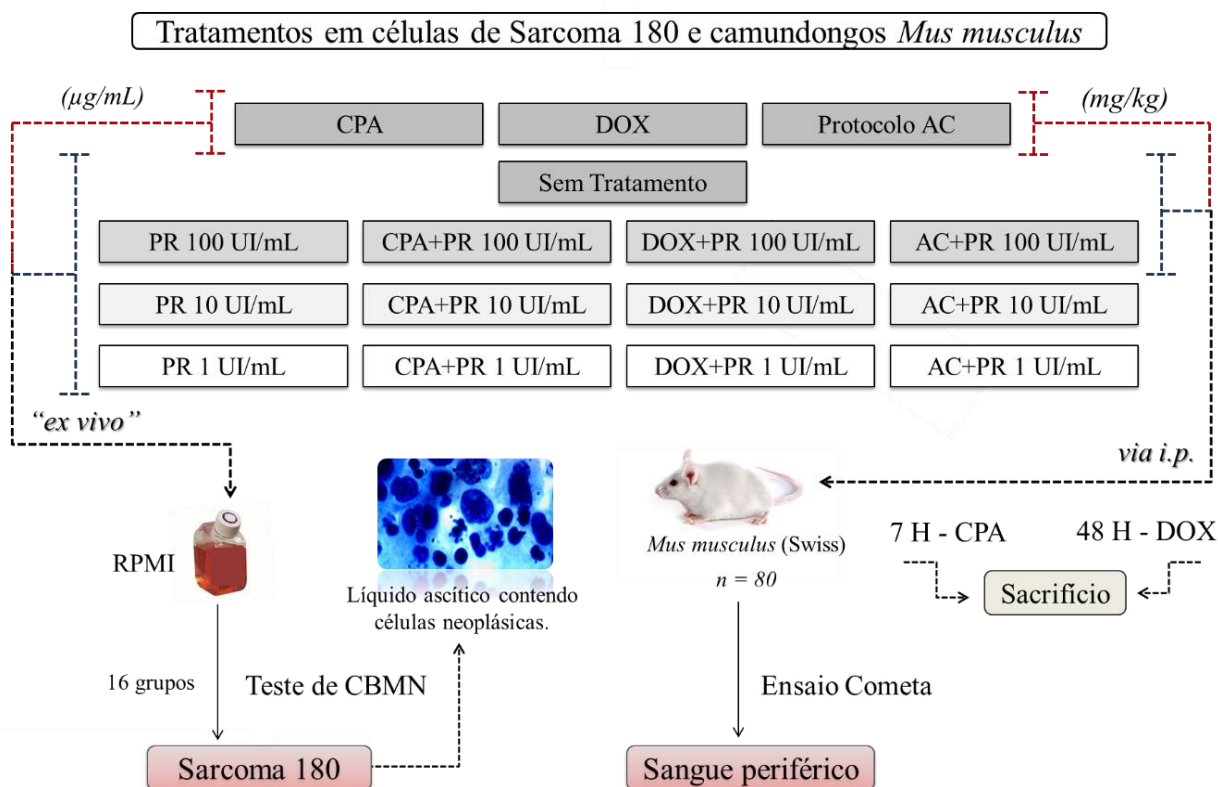 Tratamentos em células de Sarcoma 180 e camundongos Mus musculus
(µg/mL)
(mg/kg)
CPA
DOX
Protocolo AC
Sem Tratamento
PR 100 UI/mL
CPA+PR 100 UI/mL
DOX+PR 100 UI/mL
AC+PR 100 UI/mL
PR 10 UI/mL
CPA+PR 10 UI/mL
DOX+PR 10 UI/mL
AC+PR 10 UI/mL
PR 1 UI/mL
CPA+PR 1 UI/mL
DOX+PR 1 UI/mL
AC+PR 1 UI/mL
“ex vivo”
via i.p.
RPMI
Líquido ascítico contendo
células neoplásicas.
Mus musculus (Swiss)
n = 80
7 H - CPA
48 H - DOX
Sacrifício
16 grupos
Teste de CBMN
Ensaio Cometa
Sarcoma 180
Sangue periférico